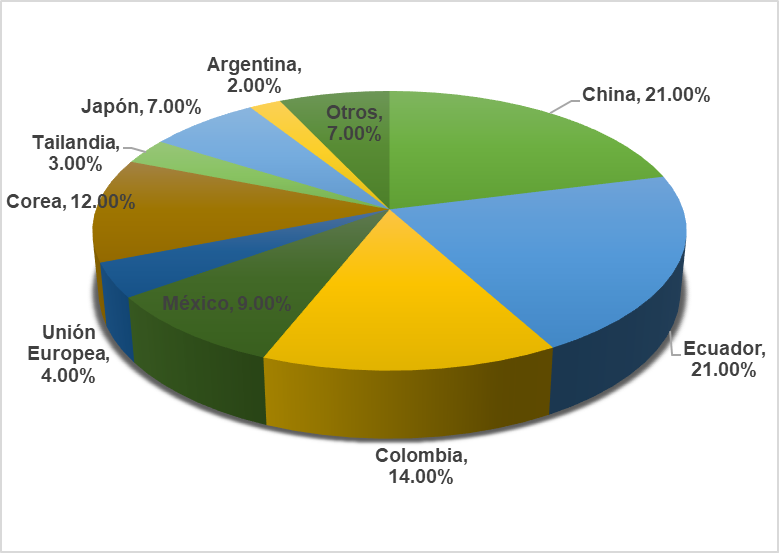 Argentina,
2.00%
China, 21.00%
Japón, 7.00%
Otros,
7.00%
Tailandia,
3.00%
Corea, 12.00%
México, 9.00%
Unión
Europea,
4.00%
Ecuador,
21.00%
Colombia,
14.00%